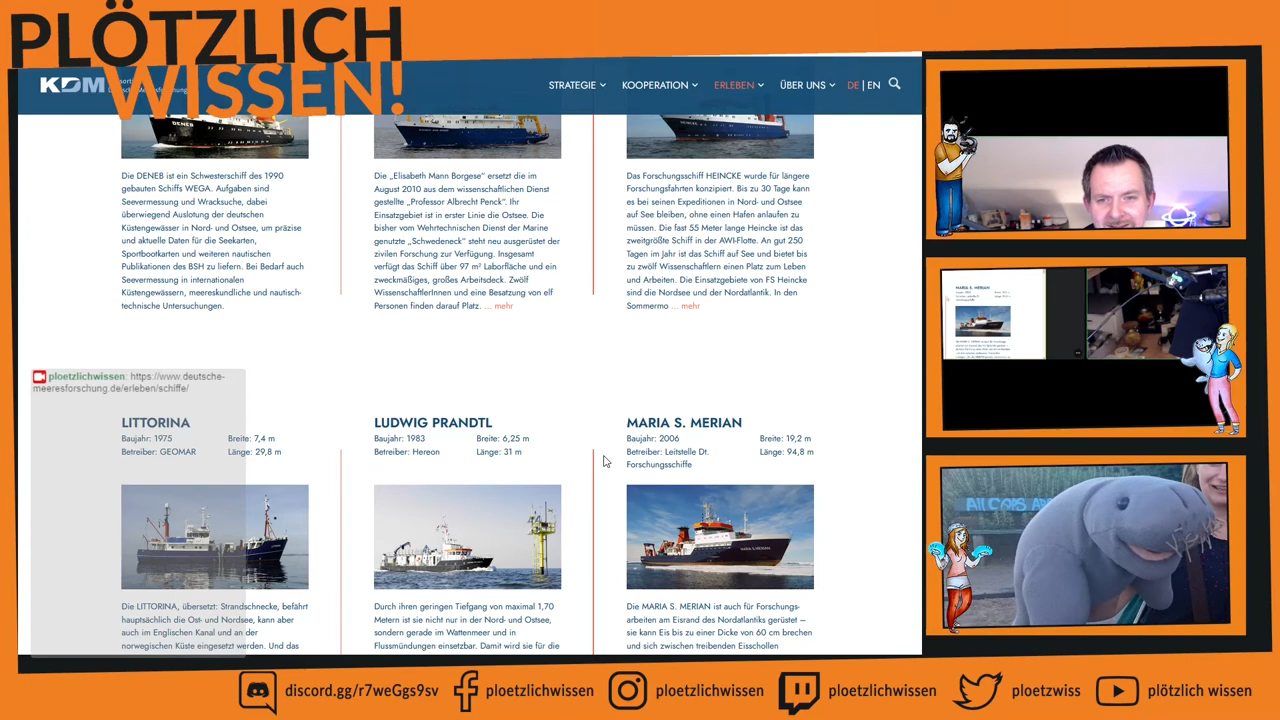 PLÖTZLICH
WISSEN!
KDM
STRATEGIE
KOOPERATION
ERLEBEN
ÜBER UNS
DE | EN
DENEB
Die DENEB ist ein Schwesterschiff des 1990
gebauten Schiffs WEGA. Aufgaben sind
Seevermessung und Wracksuche, dabei
überwiegend Auslotung der deutschen
Küstengewässer in Nord- und Ostsee, um präzise
und aktuelle Daten für die Seekarten,
Sportbootkarten und weiteren nautischen
Publikationen des BSH zu liefern. Bei Bedarf auch
Seevermessung in internationalen
Küstengewässern, meereskundliche und nautisch-
technische Untersuchungen.
Die „Elisabeth Mann Borgese“ ersetzt die im
August 2010 aus dem wissenschaftlichen Dienst
gestellte „Professor Albrecht Penck“. Ihr
Einsatzgebiet ist in erster Linie die Ostsee. Die
bisher vom Wehrtechnischen Dienst der Marine
genutzte „Schwedeneck“ steht neu ausgerüstet der
zivilen Forschung zur Verfügung. Insgesamt
verfügt das Schiff über 97 m² Laborfläche und ein
zweckmäßiges, großes Arbeitsdeck. Zwölf
WissenschaftlerInnen und eine Besatzung von elf
Personen finden darauf Platz. ... mehr
Das Forschungsschiff HEINCKE wurde für längere
Forschungsfahrten konzipiert. Bis zu 30 Tage kann
es bei seinen Expeditionen in Nord- und Ostsee
auf See bleiben, ohne einen Hafen anlaufen zu
müssen. Die fast 55 Meter lange Heincke ist das
zweitgrößte Schiff in der AWI-Flotte. An gut 250
Tagen im Jahr ist das Schiff auf See und bietet bis
zu zwölf Wissenschaftlern einen Platz zum Leben
und Arbeiten. Die Einsatzgebiete von FS Heincke
sind die Nordsee und der Nordatlantik. In den
Sommermo ... mehr
ploetzlichwissen: https://www.deutsche-
meeresforschung.de/erleben/schiffe/
LITTORINA
Baujahr: 1975
Breite: 7,4 m
Betreiber: GEOMAR
Länge: 29,8 m
Die LITTORINA, übersetzt: Strandschnecke, befährt
hauptsächlich die Ost- und Nordsee, kann aber
auch im Englischen Kanal und an der
norwegischen Küste eingesetzt werden. Und das
LUDWIG PRANDTL
Baujahr: 1983
Breite: 6,25 m
Betreiber: Hereon
Länge: 31 m
Durch ihren geringen Tiefgang von maximal 1,70
Metern ist sie nicht nur in der Nord- und Ostsee,
sondern gerade im Wattenmeer und in
Flussmündungen einsetzbar. Damit wird sie für die
MARIA S. MERIAN
Baujahr: 2006
Breite: 19,2 m
Betreiber: Leitstelle Dt.
Länge: 94,8 m
Forschungsschiffe
MARIA S. MERIAN
Die MARIA S. MERIAN ist auch für Forschungs-
arbeiten am Eisrand des Nordatlantiks gerüstet –
sie kann Eis bis zu einer Dicke von 60 cm brechen
und sich zwischen treibenden Eisschollen
MARIA S. MERIAN
All COPS ARE
discord.gg/r7weGgs9sv
ploetzlichwissen
ploetzlichwissen
ploetzlichwissen
ploetzwiss
plötzlich wissen